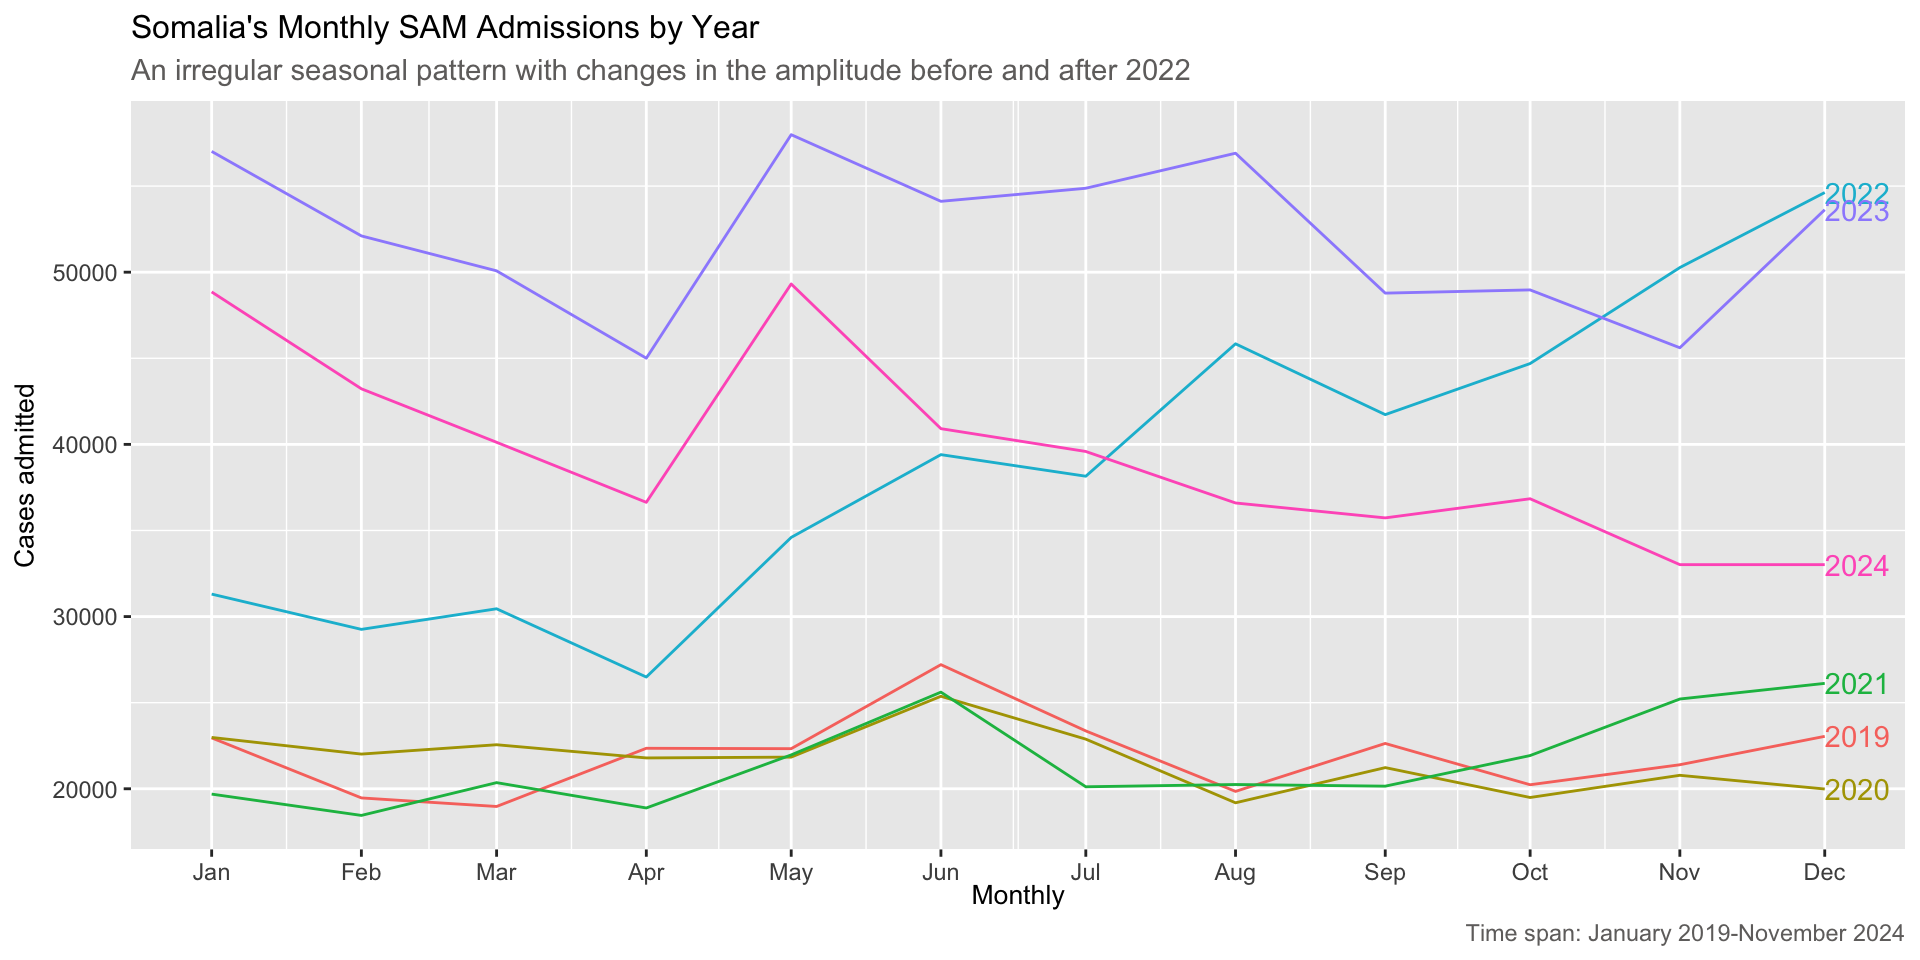 Somalia's Monthly SAM Admissions by Year
An irregular seasonal pattern with changes in the amplitude before and after 2022
Cases admitted
50000
40000
30000
20000
2022
2023
2024
2021
2019
2020
Jan Feb Mar Apr May Jun Jul Aug Sep Oct Nov Dec
Monthly
Time span: January 2019-November 2024